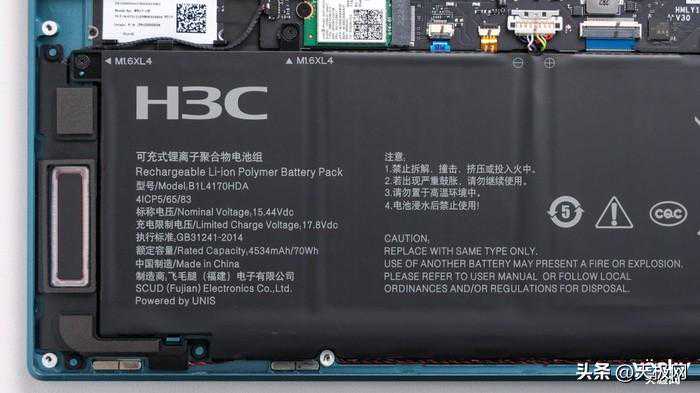 HMLY1
V30
M1.6XL4
M1.6XL4
H3C
可充式锂离子聚合物电池组
Rechargeable Li-ion Polymer Battery Pack
型号/Model,B1L4170HDA
4ICP5/65/83
标称电压/Nominal Voltage,15.44Vdc
充电限制电压/Limited Charge Voltage,17.8Vdc
执行标准,GB31241-2014
额定容量/Rated Capacity,4534mAh/70Wh
中国制造/Made in China
制造商,飞毛腿（福建）电子有限公司
SCUD (Fujian) Electronics Co.,Ltd.
Powered by UNIS
注意.
1.禁止拆解、撞击、挤压或投入火中。
2.若出现严重鼓胀，请勿继续使用。
3.请勿置于高温环境中。
4.电池浸水后禁止使用!
CAUTION,
REPLACE WITH SAME TYPE ONLY.
USE OF ANOTHER BATTERY MAY PRESENT A FIRE OR EXPLOSION.
PLEASE REFER TO USER MANUAL OR FOLLOW LOCAL
ORDINANCES AND/OR REGULATIONS FOR DISPOSAL.
5
CQC
头条 @天极网